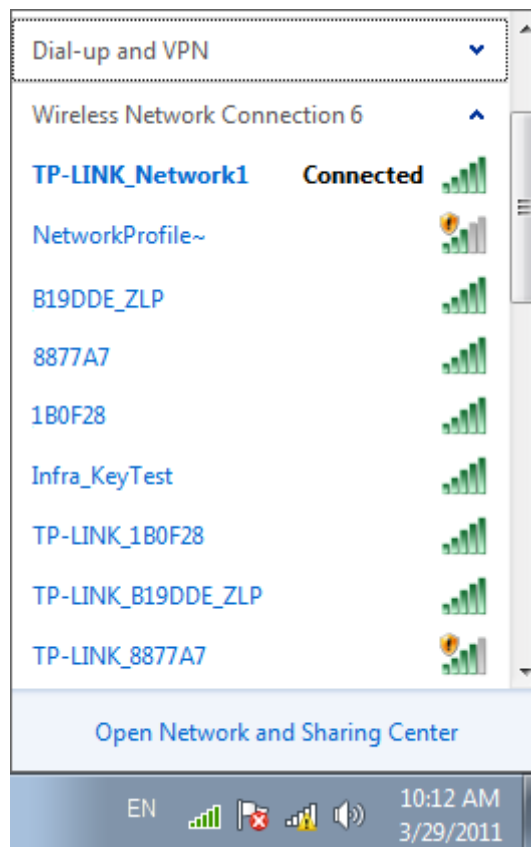 Dial-up and VPN
Wireless Network Connection 6
TP-LINK_Network1 Connected
NetworkProfile~
B19DDE_ZLP
8877A7
1B0F28
Infra_KeyTest
TP-LINK_1B0F28
TP-LINK_B19DDE_ZLP
TP-LINK_8877A7
Open Network and Sharing Center
EN
10:12 AM
3/29/2011